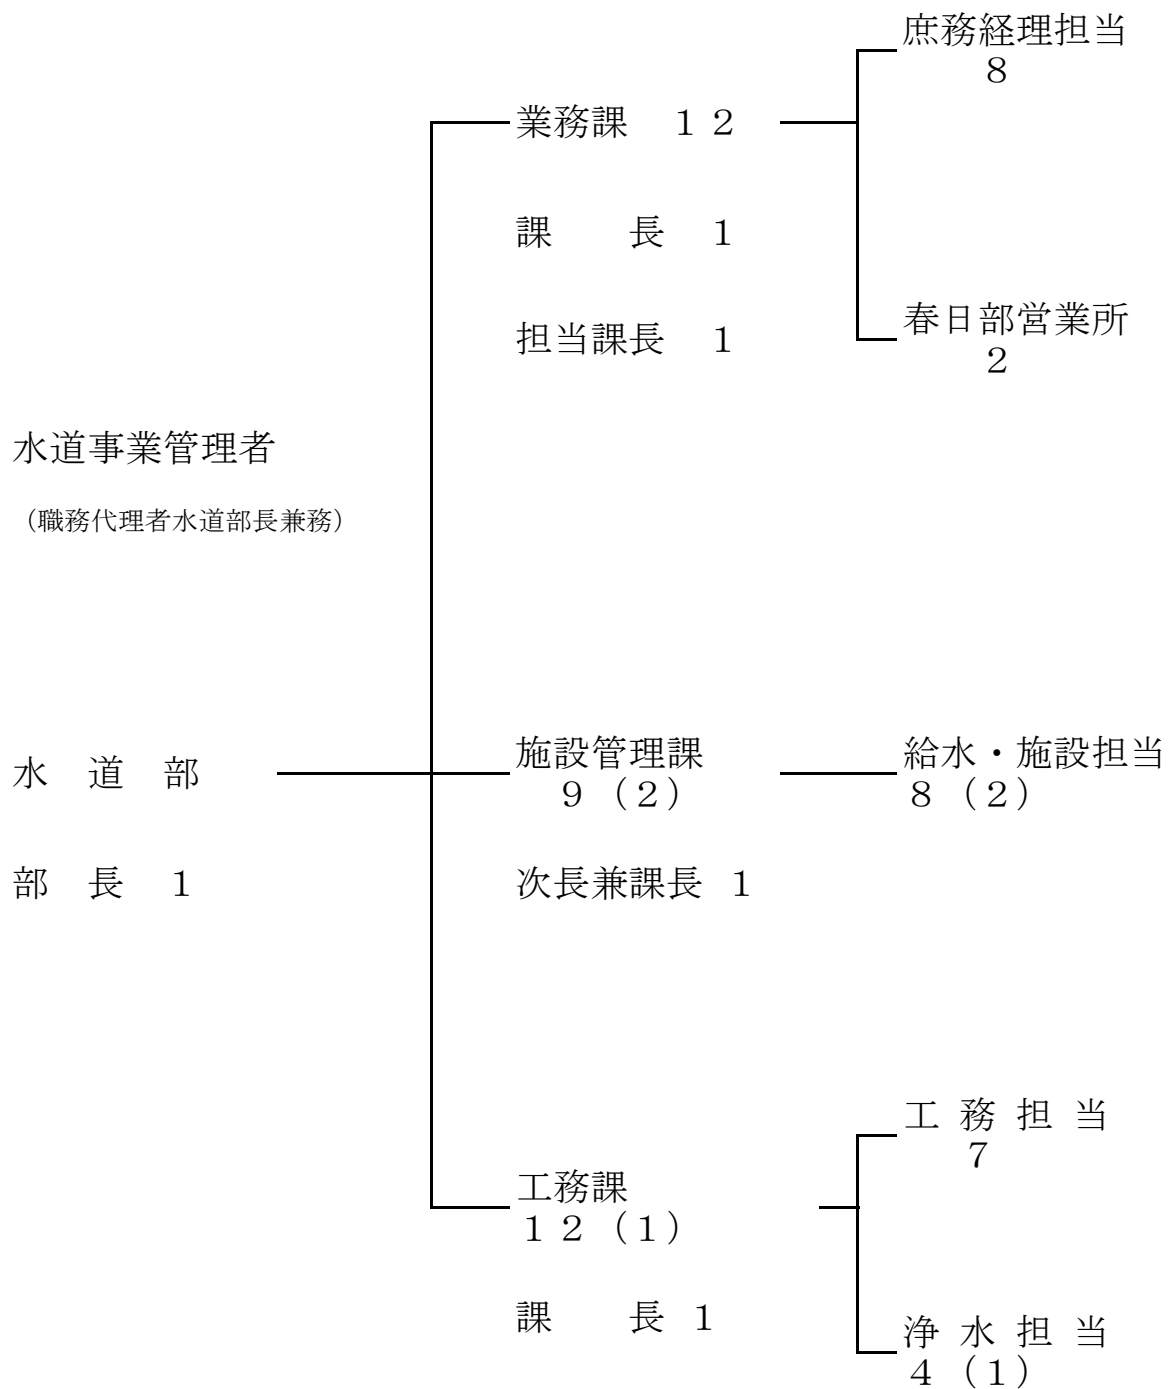 庶務経理担当
８
業務課　１２
課　　長　１
担当課長　１
春日部営業所
２
水道事業管理者
（職務代理者水道部長兼務）
水　道　部
部　長　１
施設管理課
９（２）
次長兼課長　１
給水・施設担当
８（２）
工務課
１２（１）
課　　長　１
工 務 担 当
７
浄 水 担 当
４（１）